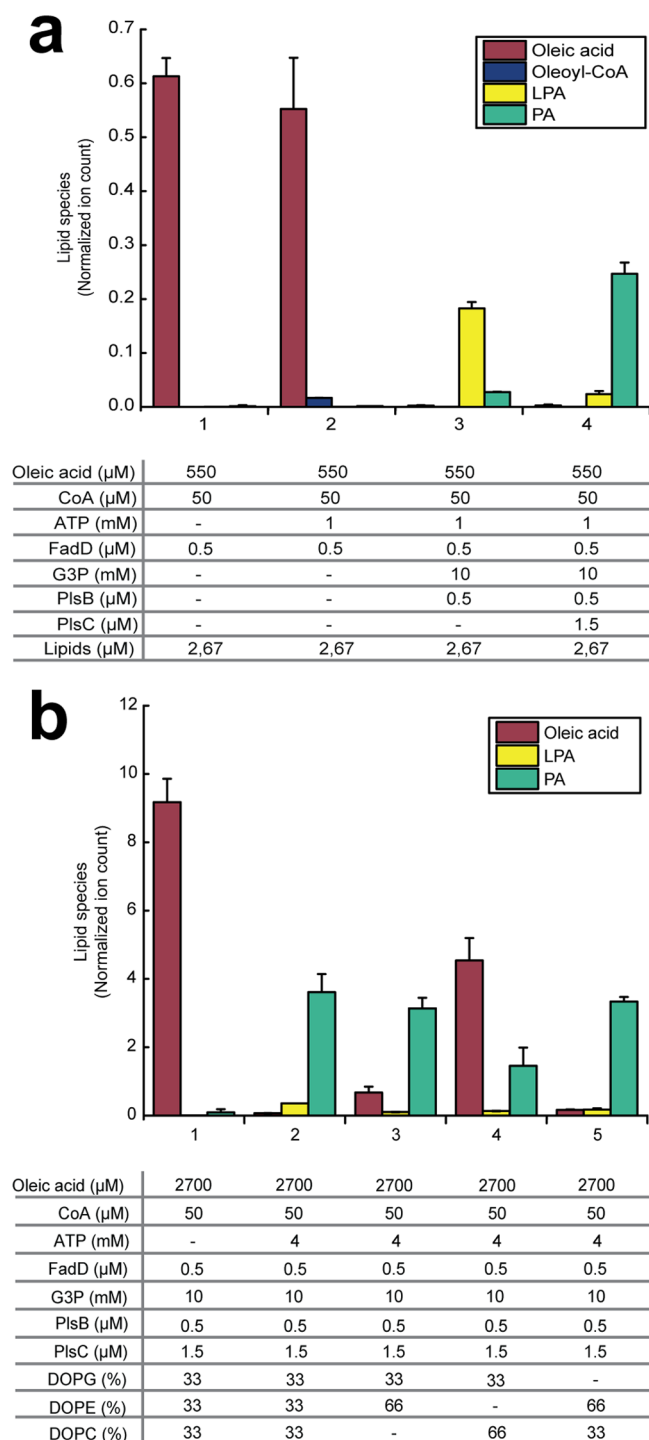 a
0.7
0.6
0.5
0.4
0.3
0.2
0.1
0.0
Lipid species
(Normalized ion count)
Oleic acid
Oleoyl-CoA
LPA
PA
1 2 3 4
Oleic acid (µM) 550 550 550 550
CoA (µM) 50 50 50 50
ATP (mM) - 1 1 1
FadD (µM) 0.5 0.5 0.5 0.5
G3P (mM) - - 10 10
PlsB (µM) - - 0.5 0.5
PlsC (µM) - - - 1.5
Lipids (µM) 2,67 2,67 2,67 2,67
b
12
10
8
6
4
2
0
Lipid species
(Normalized ion count)
Oleic acid
LPA
PA
1 2 3 4 5
Oleic acid (µM) 2700 2700 2700 2700 2700
CoA (µM) 50 50 50 50 50
ATP (mM) - 4 4 4 4
FadD (µM) 0.5 0.5 0.5 0.5 0.5
G3P (mM) 10 10 10 10 10
PlsB (µM) 0.5 0.5 0.5 0.5 0.5
PlsC (µM) 1.5 1.5 1.5 1.5 1.5
DOPG (%) 33 33 33 33 -
DOPE (%) 33 33 66 - 66
DOPC (%) 33 33 - 66 33